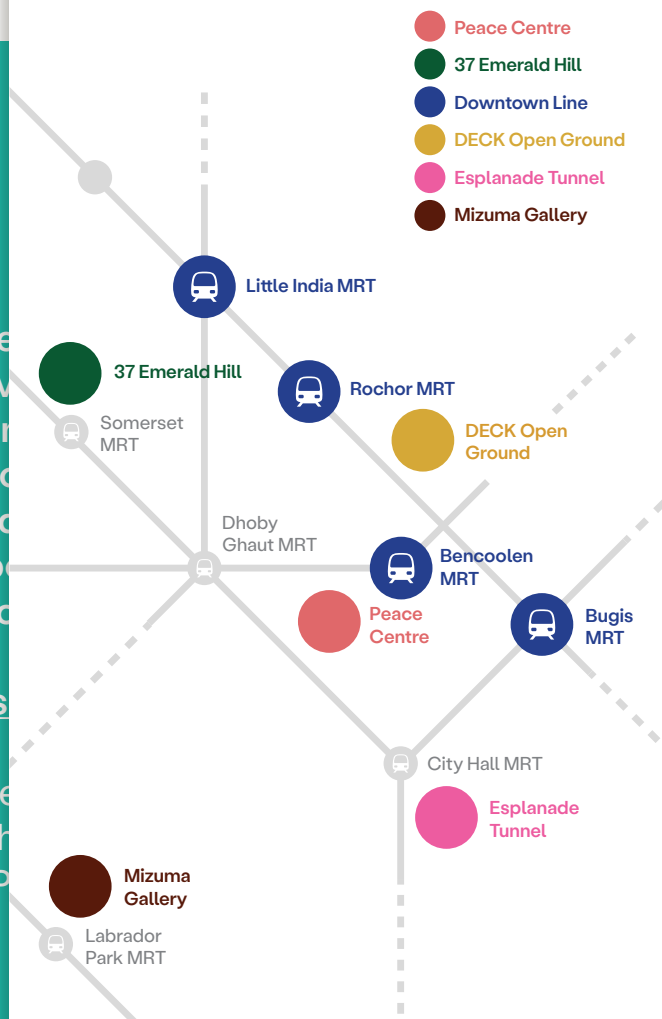 Peace Centre
37 Emerald Hill
Downtown Line
DECK Open Ground
Esplanade Tunnel
Mizuma Gallery
Little India MRT
37 Emerald Hill
Rochor MRT
Somerset
MRT
DECK Open
Ground
Dhoby
Ghaut MRT
Bencoolen
MRT
Peace
Centre
Bugis
MRT
City Hall MRT
Esplanade
Tunnel
Mizuma
Gallery
Labrador
Park MRT